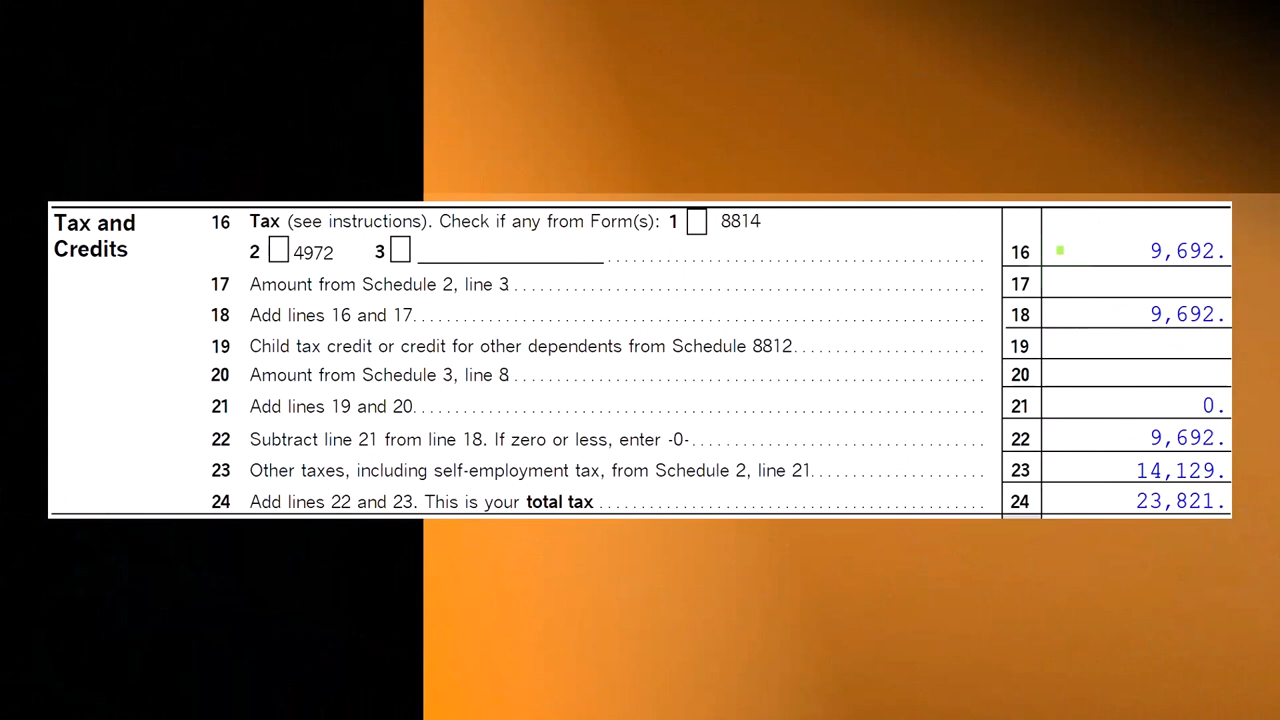 Tax and Credits
16 Tax (see instructions). Check if any from Form(s): 1 8814
2 4972 3 16 9,692.
17 Amount from Schedule 2, line 3 17
18 Add lines 16 and 17 18 9,692.
19 Child tax credit or credit for other dependents from Schedule 8812 19
20 Amount from Schedule 3, line 8 20
21 Add lines 19 and 20 21 0.
22 Subtract line 21 from line 18. If zero or less, enter -0- 22 9,692.
23 Other taxes, including self-employment tax, from Schedule 2, line 21 23 14,129.
24 Add lines 22 and 23. This is your total tax 24 23,821.